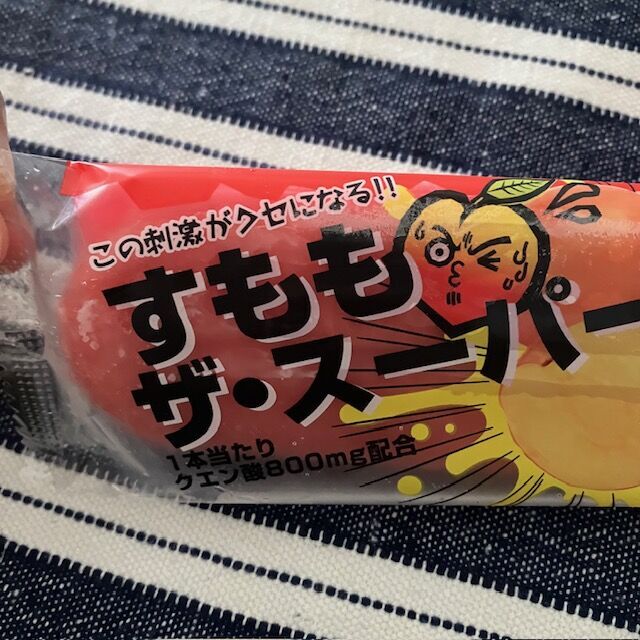 この刺激がクセになる!!
すもも
ザ・スーパー
1本当たり
クエン酸800mg配合